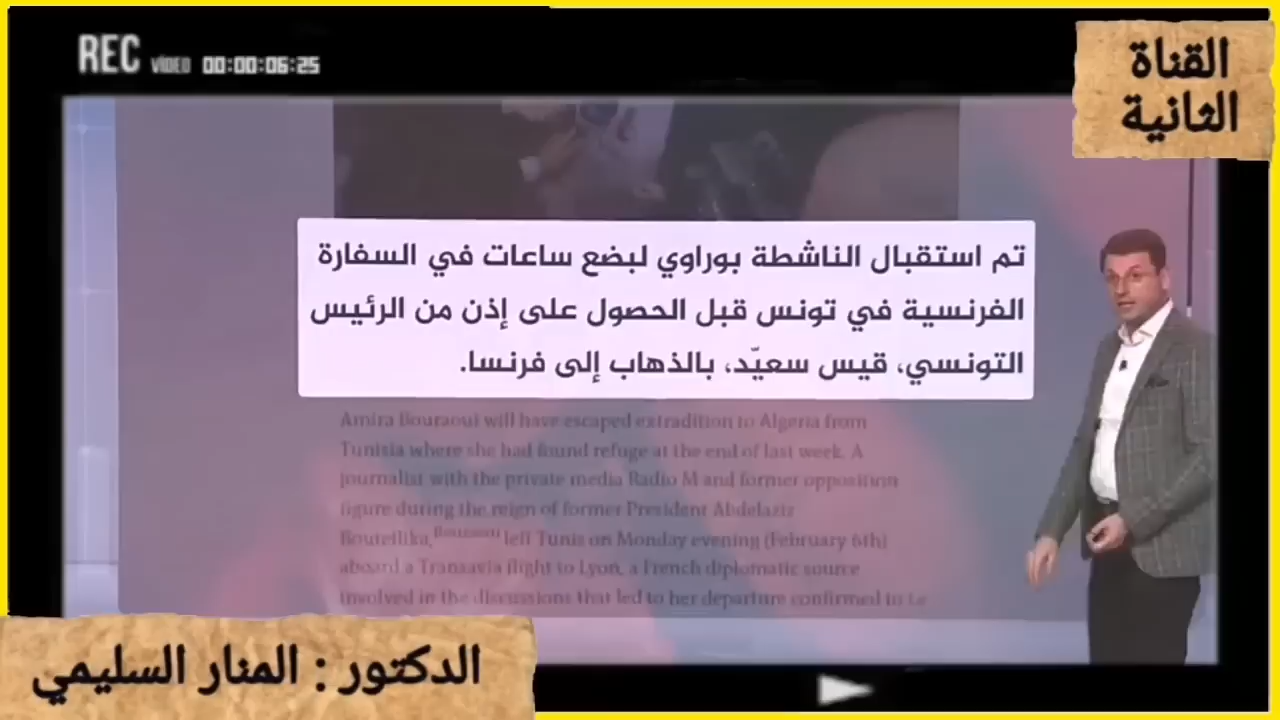 REC VÍDEO 00:00:06:25
القناة
الثانية
تم استقبال الناشطة بوراوي لبضع ساعات في السفارة
الفرنسية في تونس قبل الحصول على إذن من الرئيس
التونسي، قيس سعيّد، بالذهاب إلى فرنسا.
Amira Bouraoui will have escaped extradition to Algeria from
Tunisia where she had found refuge at the end of last week. A
journalist with the private media Radio M and former opposition
figure during the reign of former President Abdelaziz
Bouteflika, Bouraoui left Tunis on Monday evening (February 6th)
aboard a Transavia flight to Lyon, a French diplomatic source
involved in the discussions that led to her departure confirmed to Le
الدكتور : المنار السليمي